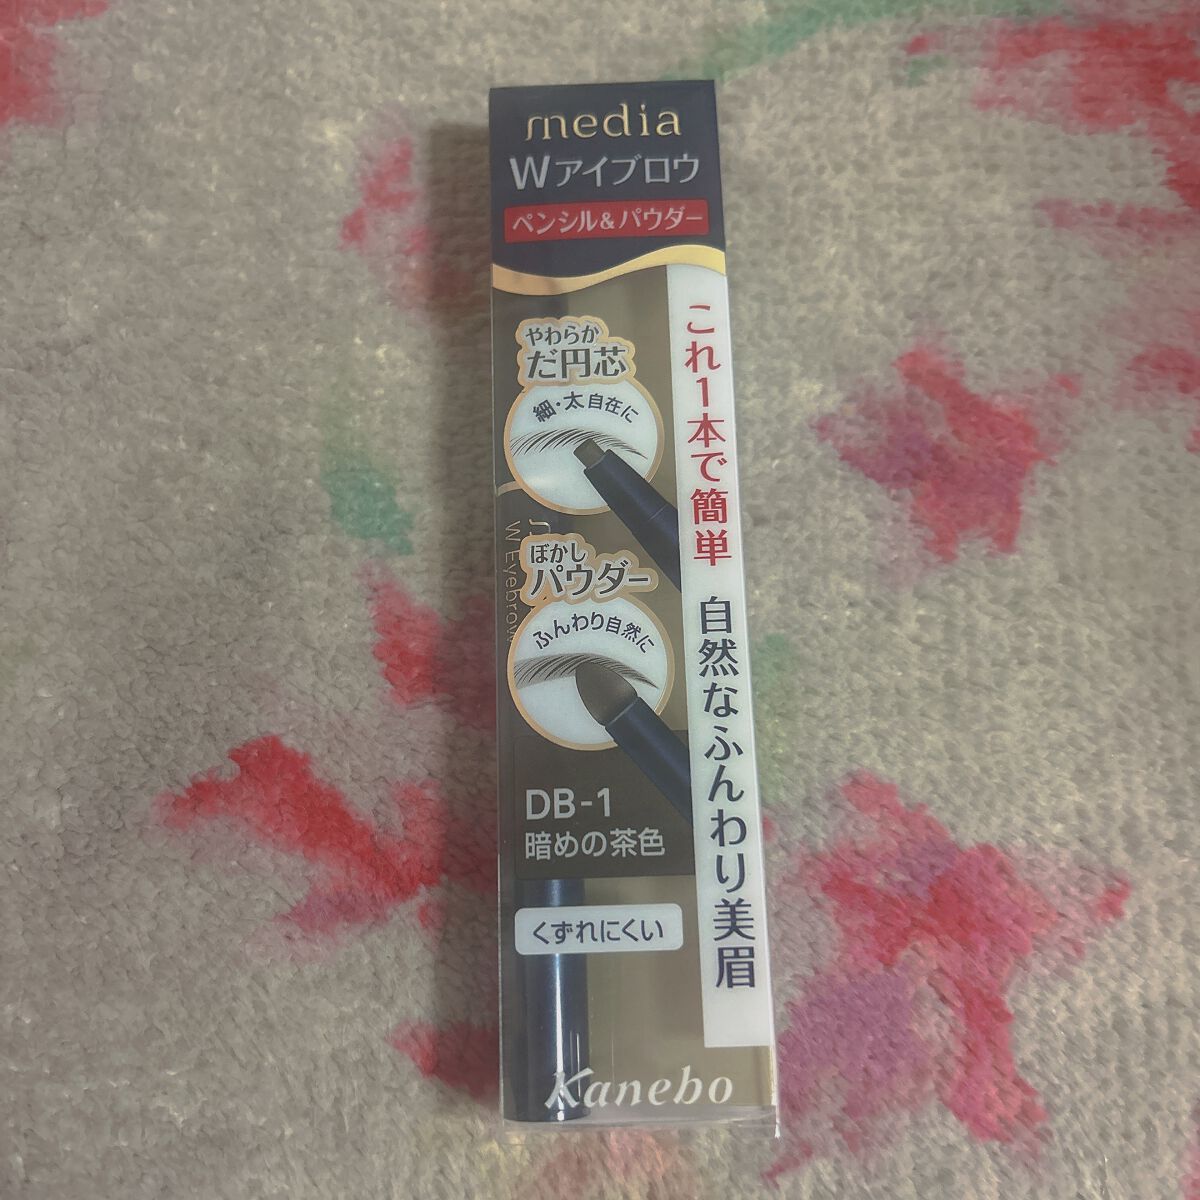 media
Wアイブロウ
ペンシル&パウダー
これ1本で簡単 自然なふんわり美眉
やわらか
だ円芯
細・太自在に
W Eyebrow
ぼかし
パウダー
ふんわり自然に
DB-1
暗めの茶色
くずれにくい
Kanebo